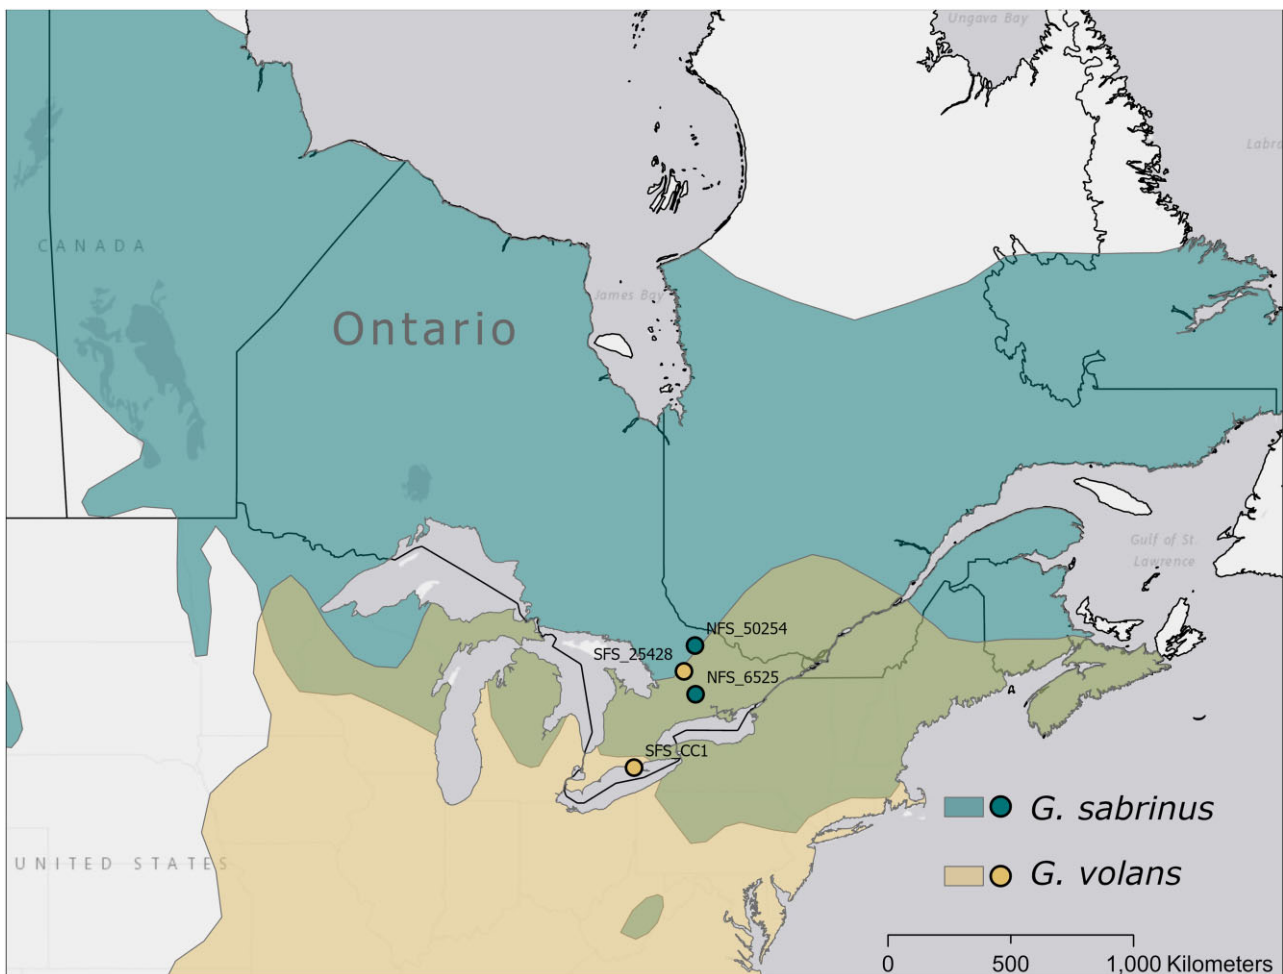 Ungava Bay
Labra
CANADA
James Bay
Ontario
Gulf of St.
Lawrence
NFS_50254
SFS_25428
NFS_6525
SFS_CC1
G. sabrinus
UNITED STATES
G. volans
0 500 1,000 Kilometers